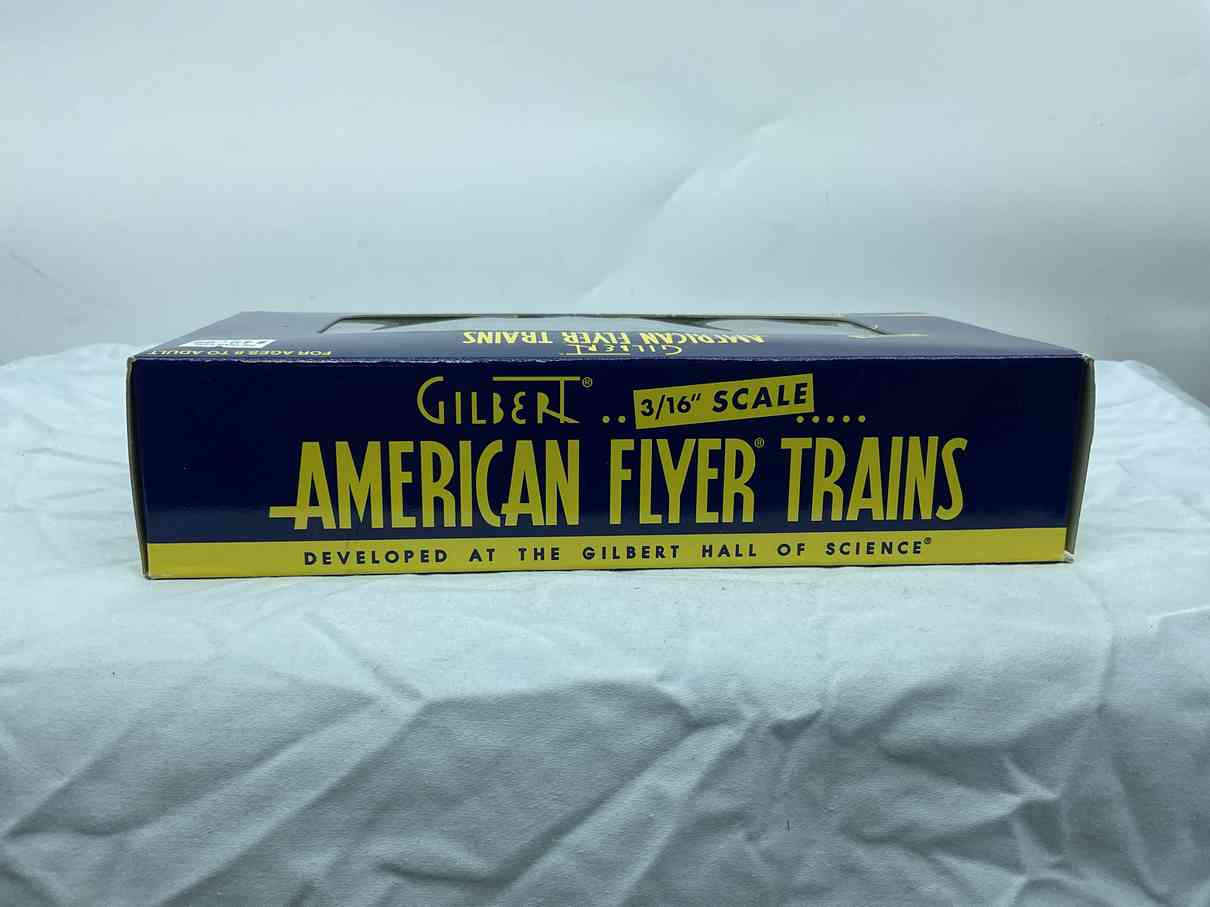 FOR AGES 8 TO ADULT
GILBERT
AMERICAN FLYER TRAINS
GILBERT® .. 3/16" SCALE .....
AMERICAN FLYER® TRAINS
DEVELOPED AT THE GILBERT HALL OF SCIENCE®